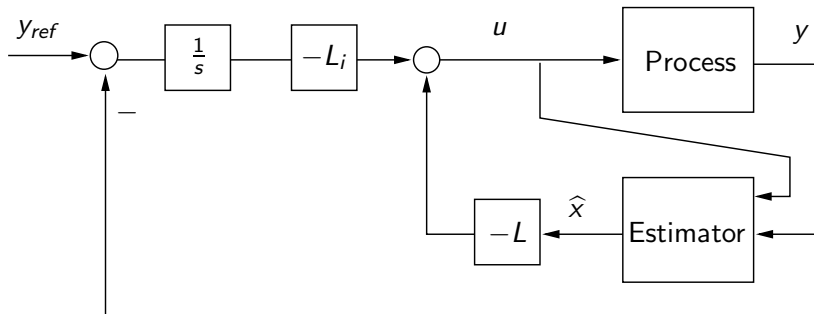 y_ref
1/s
−L_i
u
Process
y
−
−L
x̂
Estimator